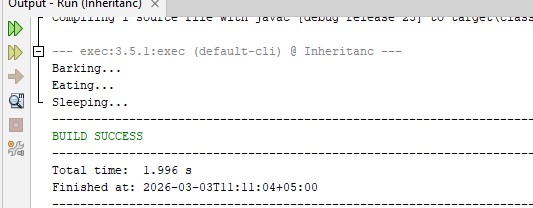 Output - Run (Inheritanc) ×
Compiling 1 source file with javac [debug release 25] to target\class
--- exec:3.5.1:exec (default-cli) @ Inheritanc ---
Barking...
Eating...
Sleeping...
------------------------------------------------------------------------
BUILD SUCCESS
------------------------------------------------------------------------
Total time:  1.996 s
Finished at: 2026-03-03T11:11:04+05:00
------------------------------------------------------------------------